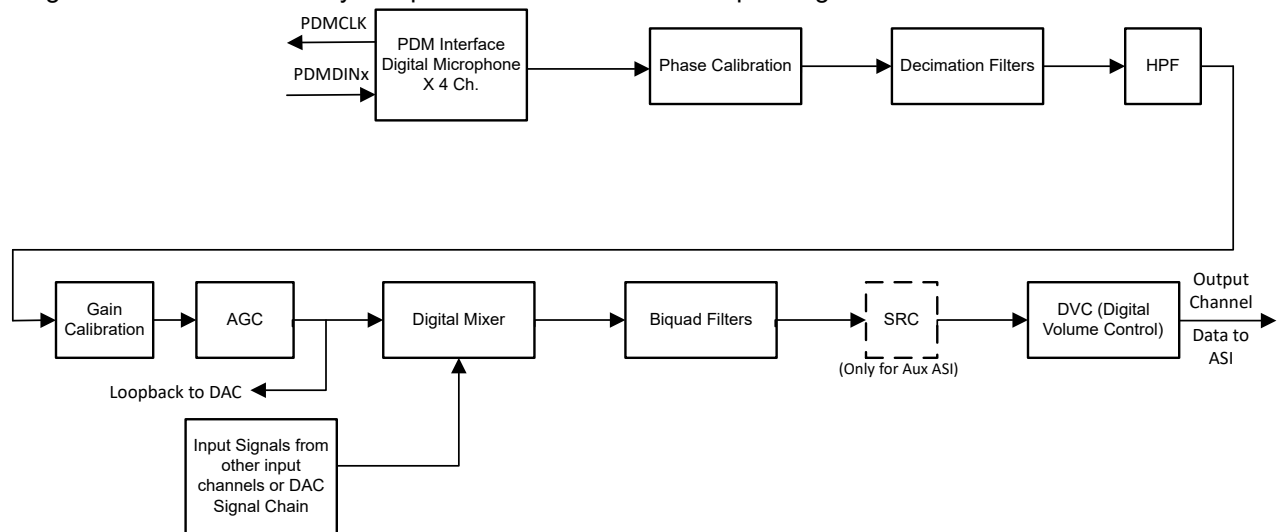 PDMCLK
PDMDINx
PDM Interface
Digital Microphone
X 4 Ch.
Phase Calibration
Decimation Filters
HPF
Gain
Calibration
AGC
Digital Mixer
Biquad Filters
SRC
(Only for Aux ASI)
DVC (Digital
Volume Control)
Output
Channel
Data to
ASI
Loopback to DAC
Input Signals from
other input
channels or DAC
Signal Chain